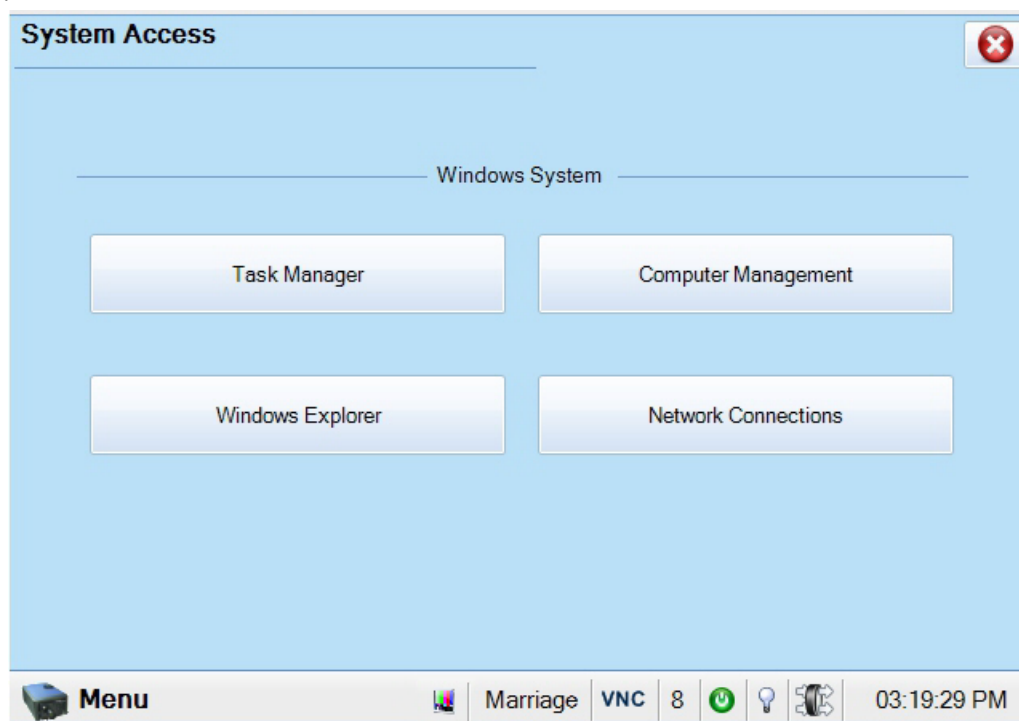 System Access
Windows System
Task Manager
Computer Management
Windows Explorer
Network Connections
Menu
Marriage
VNC
8
03:19:29 PM